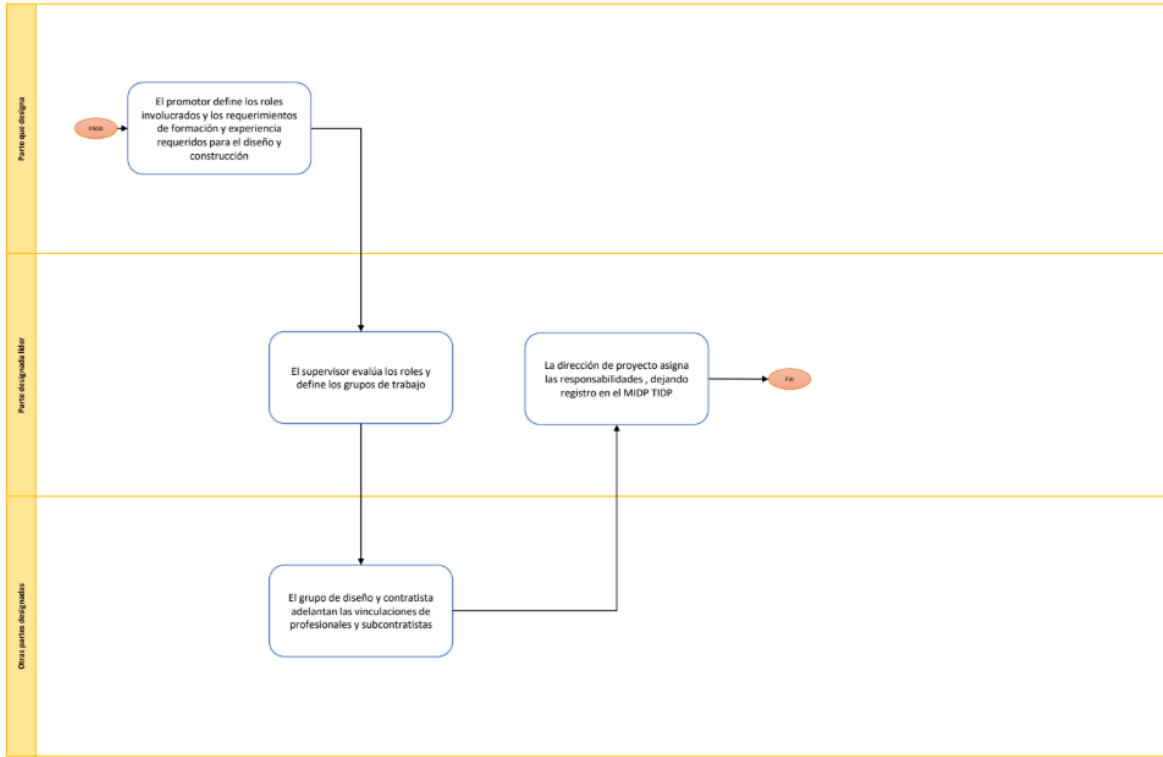 Parte que designa
Inicio
El promotor define los roles
involucrados y los requerimientos
de formación y experiencia
requeridos para el diseño y
construcción
Parte designada líder
El supervisor evalúa los roles y
define los grupos de trabajo
La dirección de proyecto asigna
las responsabilidades , dejando
registro en el MIDP TIDP
Fin
Otras partes designadas
El grupo de diseño y contratista
adelantan las vinculaciones de
profesionales y subcontratistas